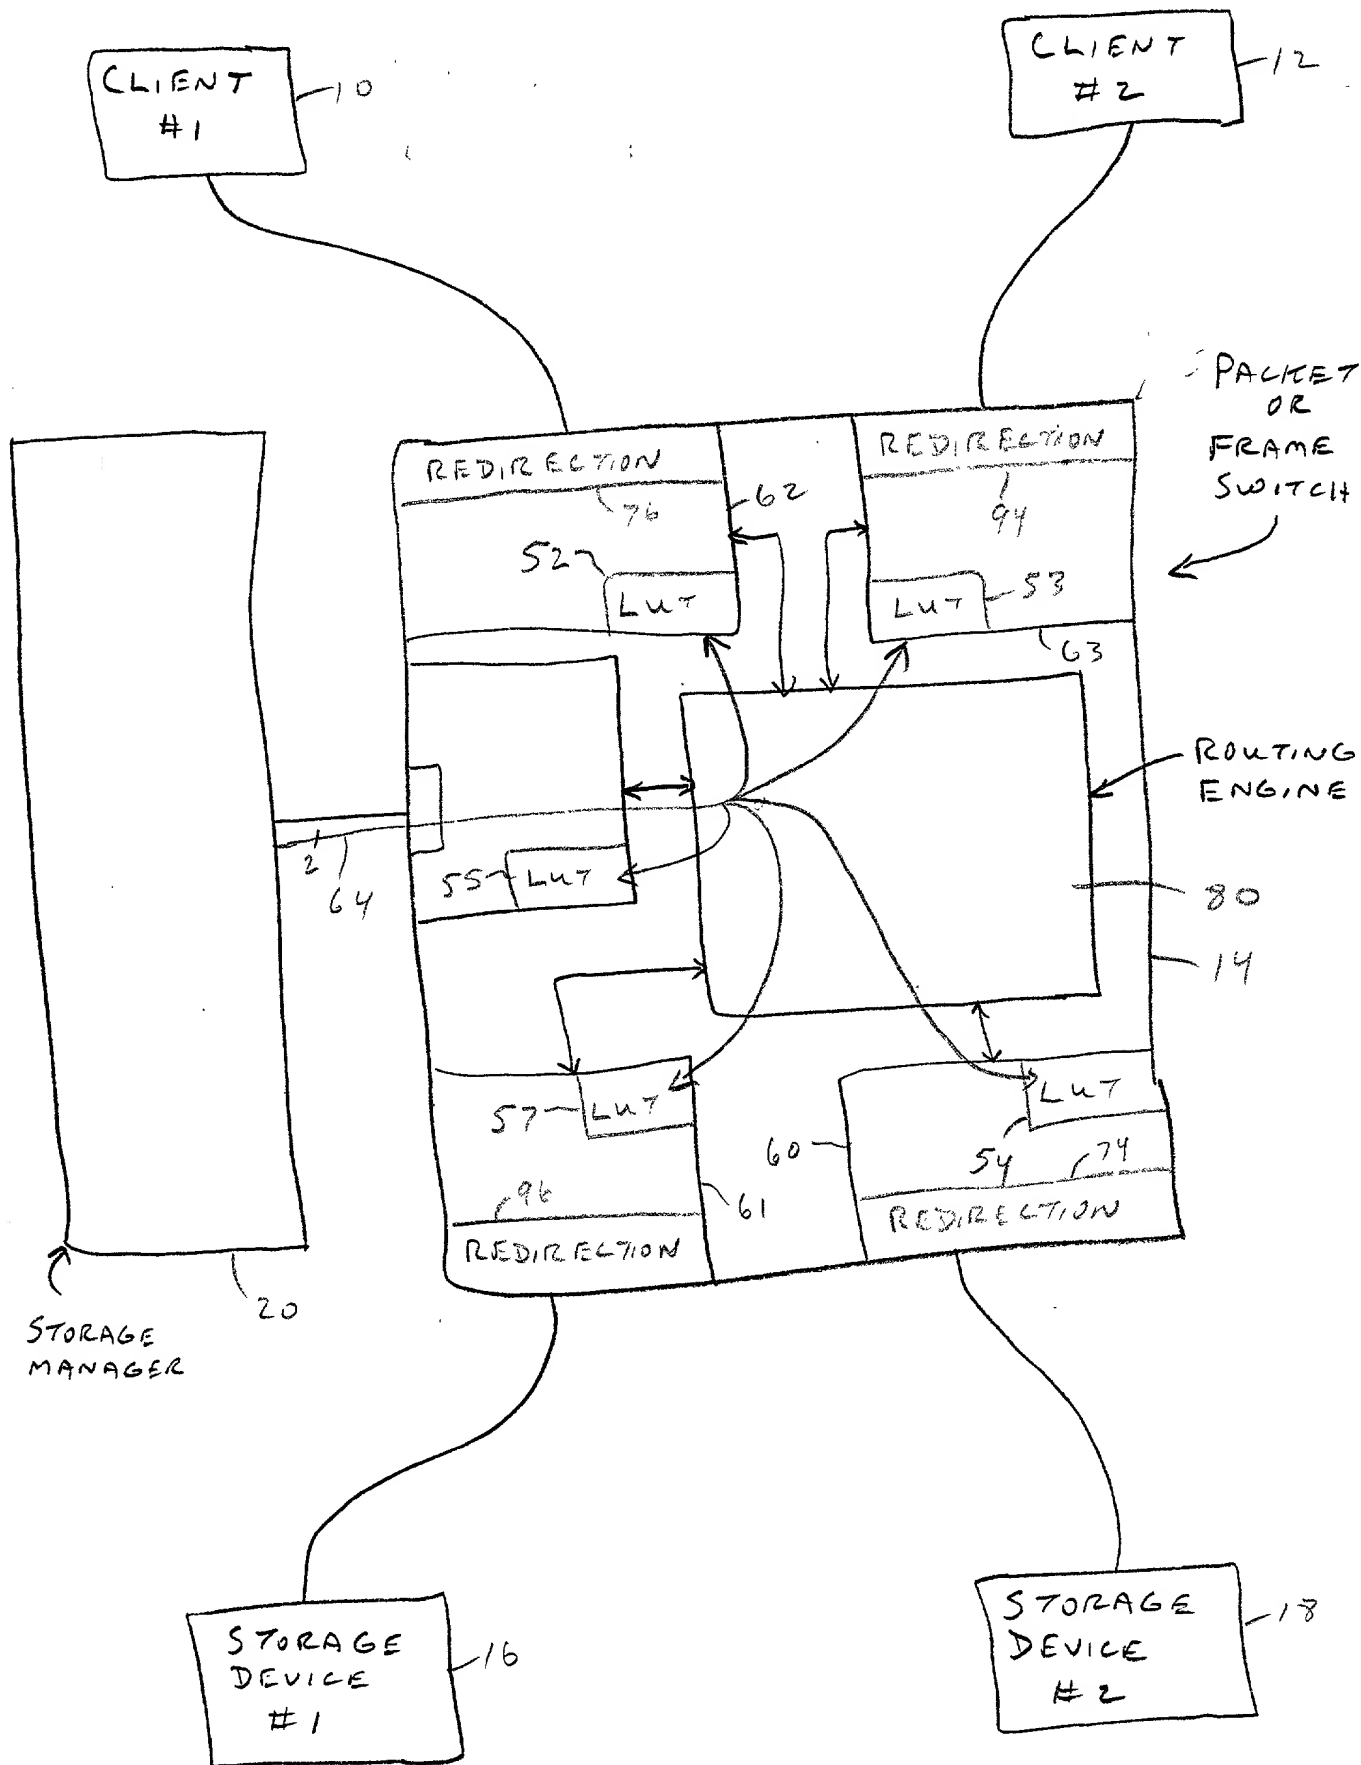 CLIENT
#1
10
CLIENT
#2
12
PACKET
OR
FRAME
SWITCH
REDIRECTION
76
62
52
LUT
REDIRECTION
94
LUT
53
63
ROUTING
ENGINE
2
64
55
LUT
80
14
57
LUT
96
61
REDIRECTION
60
LUT
54
74
REDIRECTION
20
STORAGE
MANAGER
STORAGE
DEVICE
#1
16
STORAGE
DEVICE
#2
18